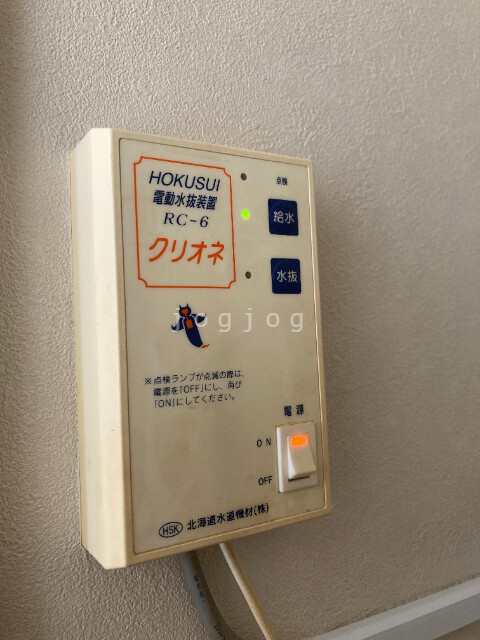 HOKUSUI
電動水抜装置
RC-6
クリオネ
点検
給水
水抜
jogjog
※点検ランプが点滅の際は、
電源を「OFF」にし、再び
「ON」にしてください。
電源
ON
OFF
HSK 北海道水道機材(株)